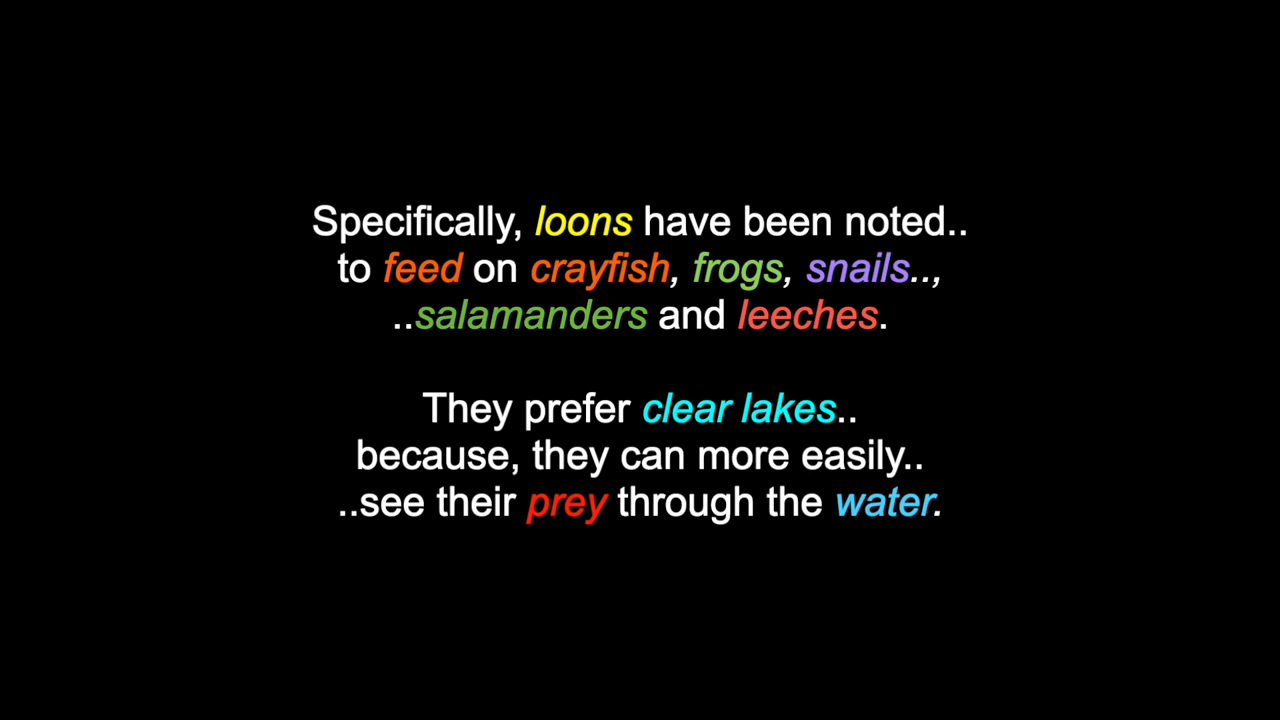 Specifically, loons have been noted..
to feed on crayfish, frogs, snails..,
..salamanders and leeches.
They prefer clear lakes..
because, they can more easily..
..see their prey through the water.